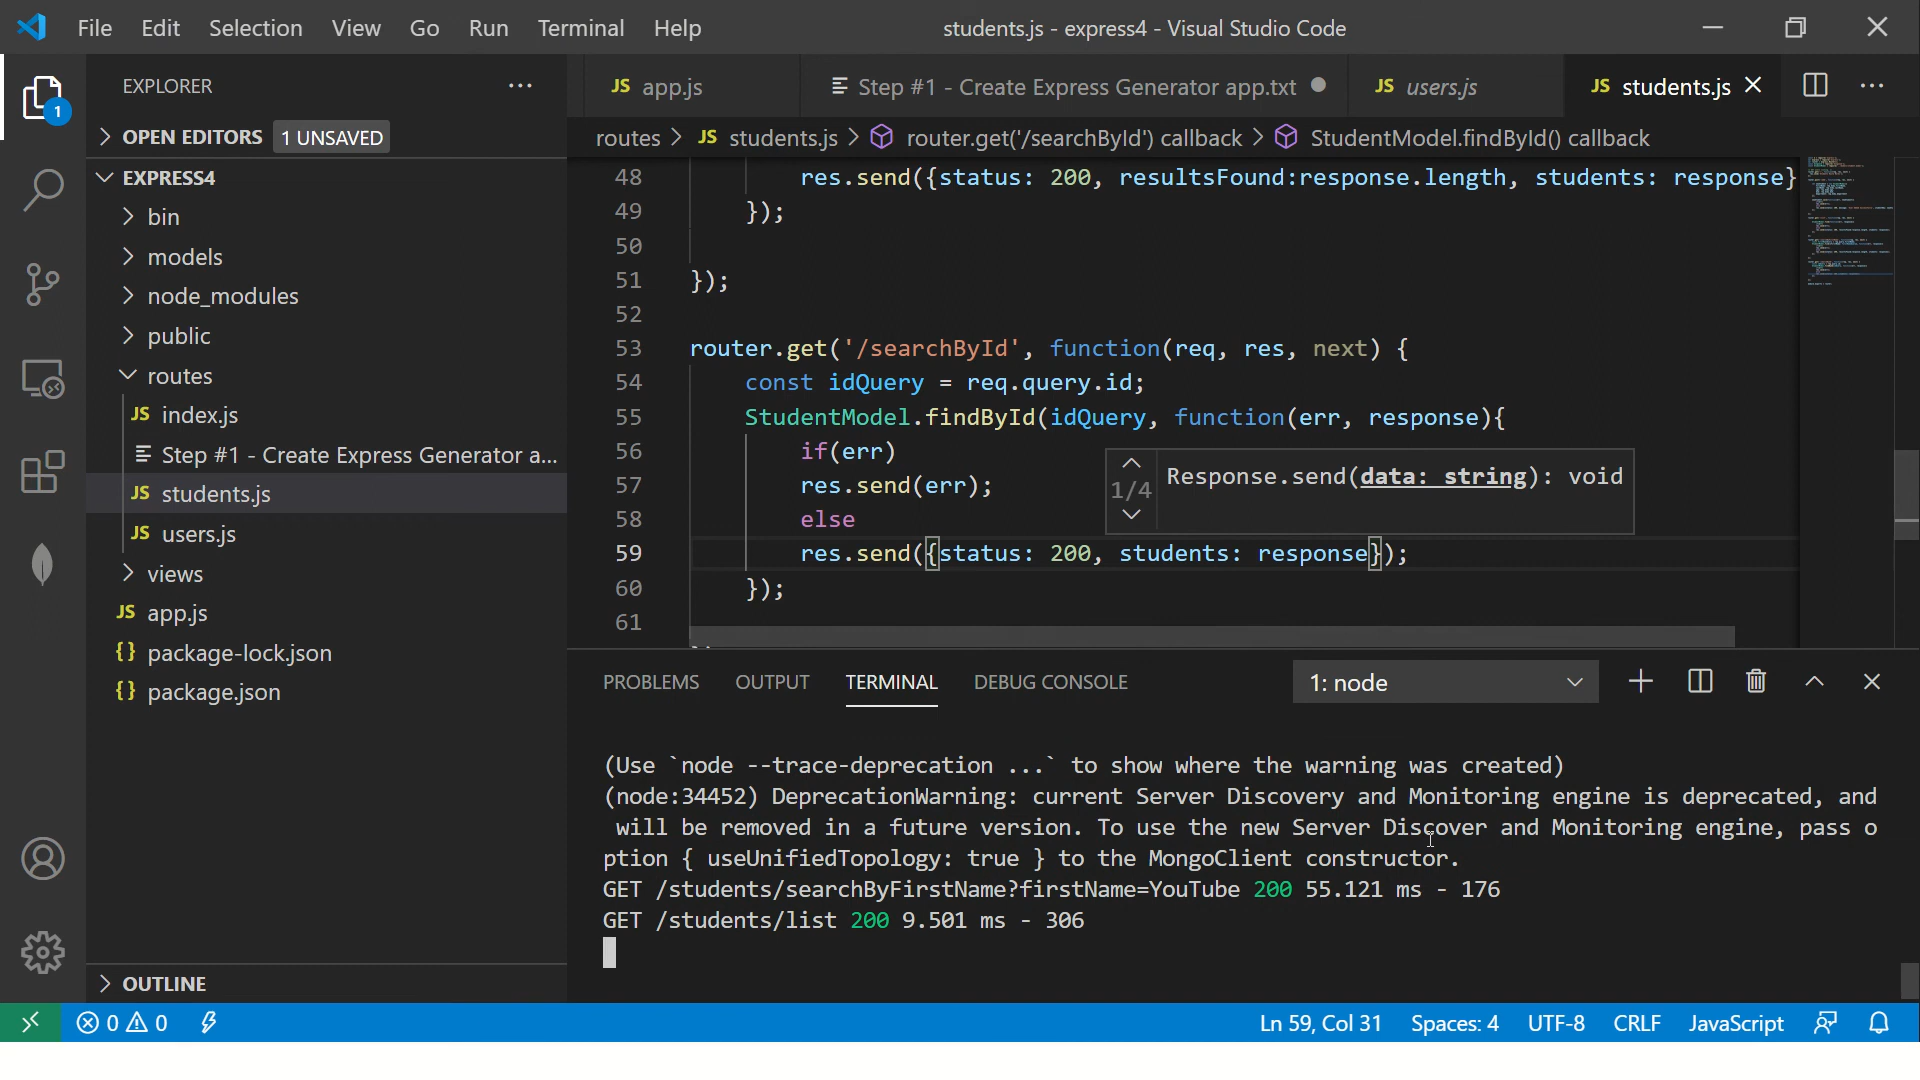 File Edit Selection View Go Run Terminal Help
students.js - express4 - Visual Studio Code
EXPLORER
OPEN EDITORS 1 UNSAVED
EXPRESS4
bin
models
node_modules
public
routes
JS index.js
Step #1 - Create Express Generator a...
JS students.js
JS users.js
views
JS app.js
{} package-lock.json
{} package.json
OUTLINE
1
JS app.js
Step #1 - Create Express Generator app.txt
JS users.js
JS students.js
routes > JS students.js > router.get('/searchById') callback > StudentModel.findById() callback
48 res.send({status: 200, resultsFound:response.length, students: response}
49 });
50
51 });
52
53 router.get('/searchById', function(req, res, next) {
54 const idQuery = req.query.id;
55 StudentModel.findById(idQuery, function(err, response){
56 if(err)
57 res.send(err);
58 else
59 res.send({status: 200, students: response});
60 });
61
1/4 Response.send(data: string): void
PROBLEMS OUTPUT TERMINAL DEBUG CONSOLE
1: node
(Use `node --trace-deprecation ...` to show where the warning was created)
(node:34452) DeprecationWarning: current Server Discovery and Monitoring engine is deprecated, and
will be removed in a future version. To use the new Server Discover and Monitoring engine, pass o
ption { useUnifiedTopology: true } to the MongoClient constructor.
GET /students/searchByFirstName?firstName=YouTube 200 55.121 ms - 176
GET /students/list 200 9.501 ms - 306
0 0
Ln 59, Col 31 Spaces: 4 UTF-8 CRLF JavaScript